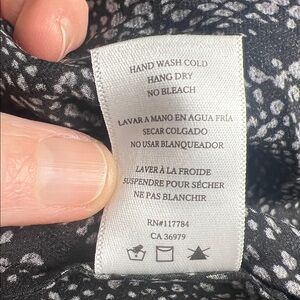 HAND WASH COLD
HANG DRY
NO BLEACH
LAVAR A MANO EN AGUA FRÍA
SECAR COLGADO
NO USAR BLANQUEADOR
LAVER À LA FROIDE
SUSPENDRE POUR SÉCHER
NE PAS BLANCHIR
RN#117784
CA 36979